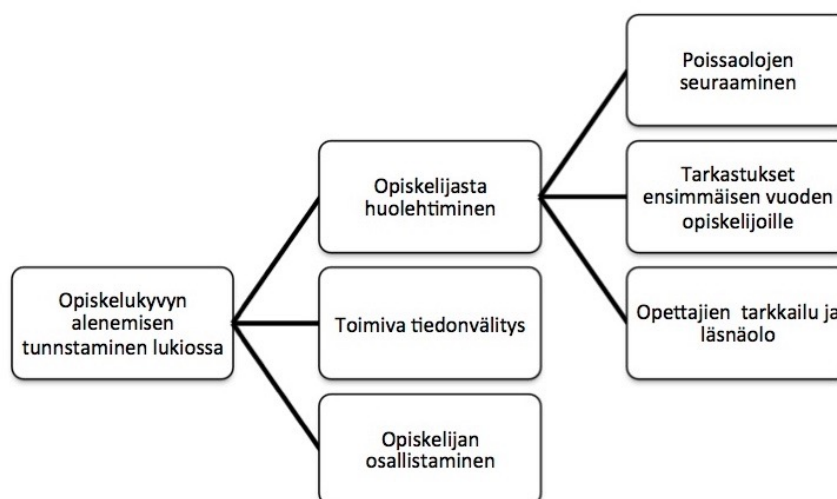 Opiskelukyvyn
alenemisen
tunnstaminen lukiossa
Opiskelijasta
huolehtiminen
Toimiva tiedonvälitys
Opiskelijan
osallistaminen
Poissaolojen
seuraaminen
Tarkastukset
ensimmäisen vuoden
opiskelijoille
Opettajien tarkkailu ja
läsnäolo